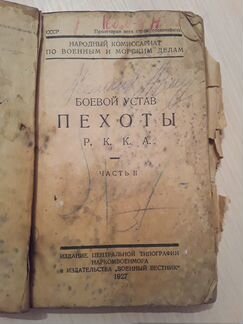 СССР Пролетарии всех стран, соединяйтесь!
НАРОДНЫЙ КОМИССАРИАТ
ПО ВОЕННЫМ И МОРСКИМ ДЕЛАМ
БОЕВОЙ УСТАВ
ПЕХОТЫ
Р. К. К. А.
ЧАСТЬ II
ИЗДАНИЕ ЦЕНТРАЛЬНОЙ ТИПОГРАФИИ
НАРКОМВОЕНМОРА
и ИЗДАТЕЛЬСТВА „ВОЕННЫЙ ВЕСТНИК"
1927